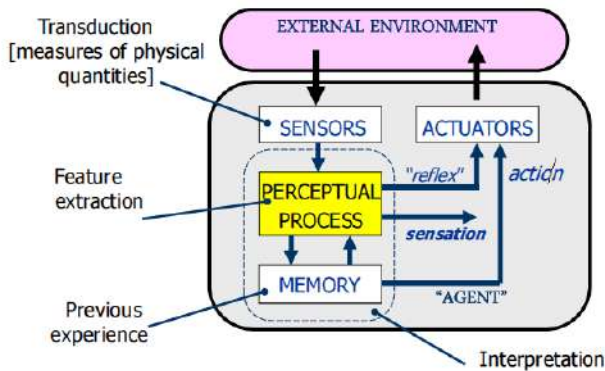 Transduction
[measures of physical
quantities]
EXTERNAL ENVIRONMENT
SENSORS
ACTUATORS
Feature
extraction
PERCEPTUAL
PROCESS
"reflex"
action
sensation
MEMORY
"AGENT"
Previous
experience
Interpretation